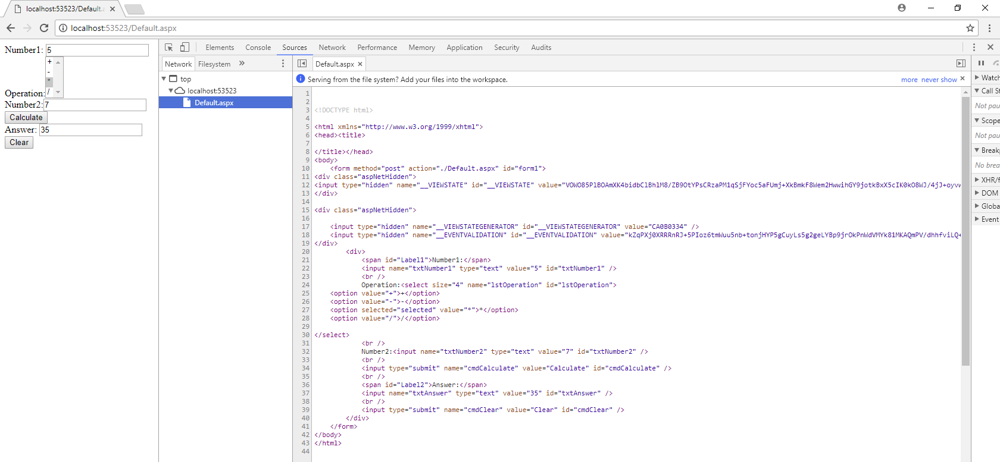 localhost:53523/Default.a
localhost:53523/Default.aspx
Number1: 5
+
-
*
Operation: /
Number2: 7
Calculate
Answer: 35
Clear
Elements Console Sources Network Performance Memory Application Security Audits
Network Filesystem »
top
localhost:53523
Default.aspx
Default.aspx ×
Serving from the file system? Add your files into the workspace. more never show ×
1
2
3 <!DOCTYPE html>
4
5 <html xmlns="http://www.w3.org/1999/xhtml">
6 <head><title>
7
8 </title></head>
9 <body>
10 <form method="post" action="./Default.aspx" id="form1">
11 <div class="aspNetHidden">
12 <input type="hidden" name="__VIEWSTATE" id="__VIEWSTATE" value="
13 </div>
14
15 <div class="aspNetHidden">
16
17 <input type="hidden" name="__VIEWSTATEGENERATOR" id="__VIEWSTATEGENERATOR" value="CA0B0334" />
18 <input type="hidden" name="__EVENTVALIDATION" id="__EVENTVALIDATION" value="
19 </div>
20 <div>
21 <span id="Label1">Number1:</span>
22 <input name="txtNumber1" type="text" value="5" id="txtNumber1" />
23 <br />
24 Operation:<select size="4" name="lstOperation" id="lstOperation">
25 <option value="+">+</option>
26 <option value="-">-</option>
27 <option selected="selected" value="*">*</option>
28 <option value="/">/</option>
29
30 </select>
31 <br />
32 Number2:<input name="txtNumber2" type="text" value="7" id="txtNumber2" />
33 <br />
34 <input type="submit" name="cmdCalculate" value="Calculate" id="cmdCalculate" />
35 <br />
36 <span id="Label2">Answer:</span>
37 <input name="txtAnswer" type="text" value="35" id="txtAnswer" />
38 <br />
39 <input type="submit" name="cmdClear" value="Clear" id="cmdClear" />
40 </div>
41 </form>
42 </body>
43 </html>
44
Watch
Call St
Not pau
Scope
Not pau
Breakp
No brea
XHR/f
DOM
Globa
Event